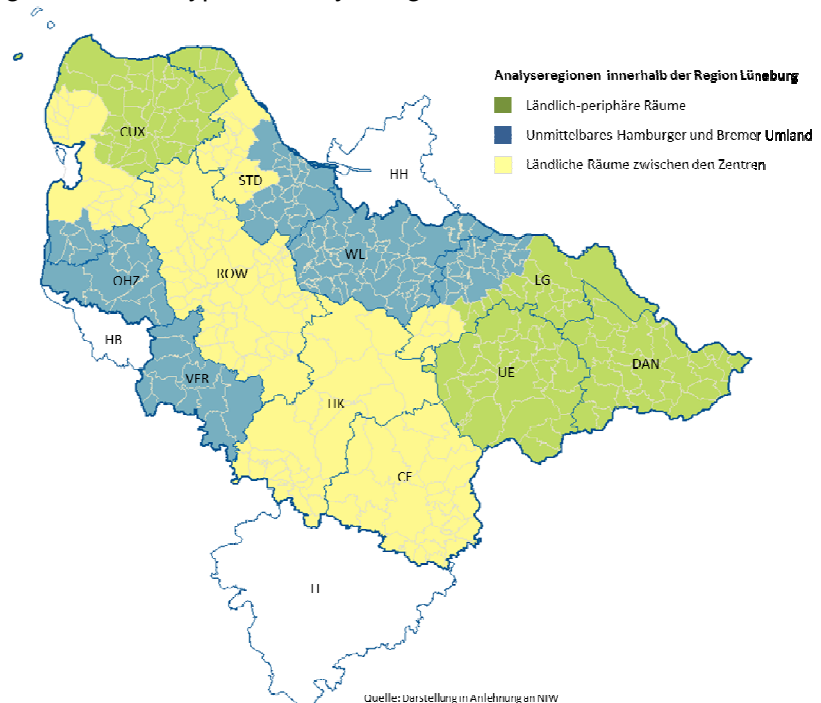 Analyseregionen innerhalb der Region Lüneburg
Ländlich-periphäre Räume
Unmittelbares Hamburger und Bremer Umland
Ländliche Räume zwischen den Zentren
CUX
STD
HH
WL
ROW
OHZ
LG
HB
DAN
UE
VER
HK
CE
H
Quelle: Darstellung in Anlehnung an NIW